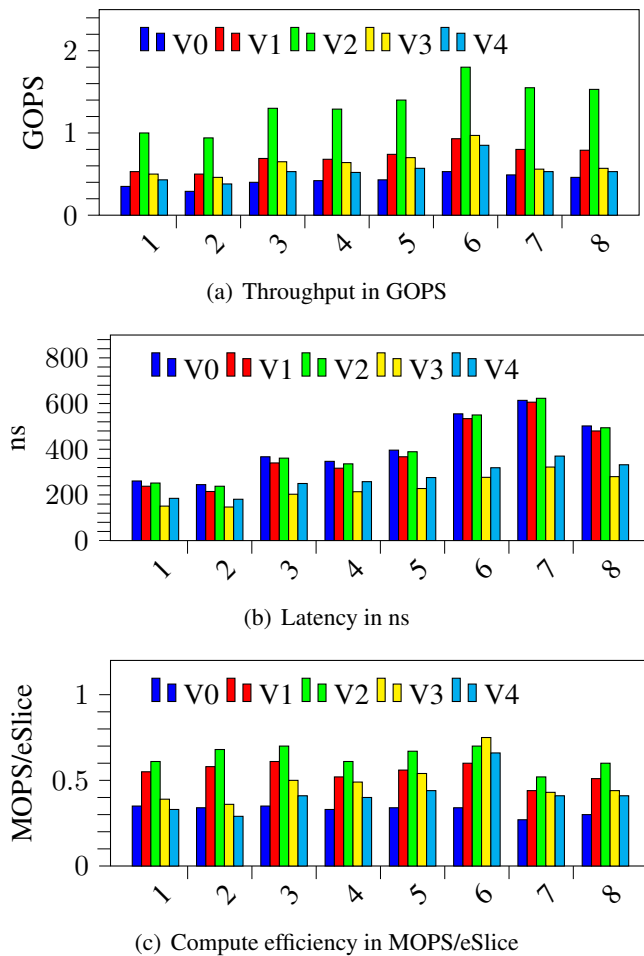 2
V0 V1 V2 V3 V4
GOPS
1
0
1 2 3 4 5 6 7 8
(a) Throughput in GOPS
800
V0 V1 V2 V3 V4
600
ns
400
200
0
1 2 3 4 5 6 7 8
(b) Latency in ns
1
V0 V1 V2 V3 V4
MOPS/eSlice
0.5
0
1 2 3 4 5 6 7 8
(c) Compute efficiency in MOPS/eSlice